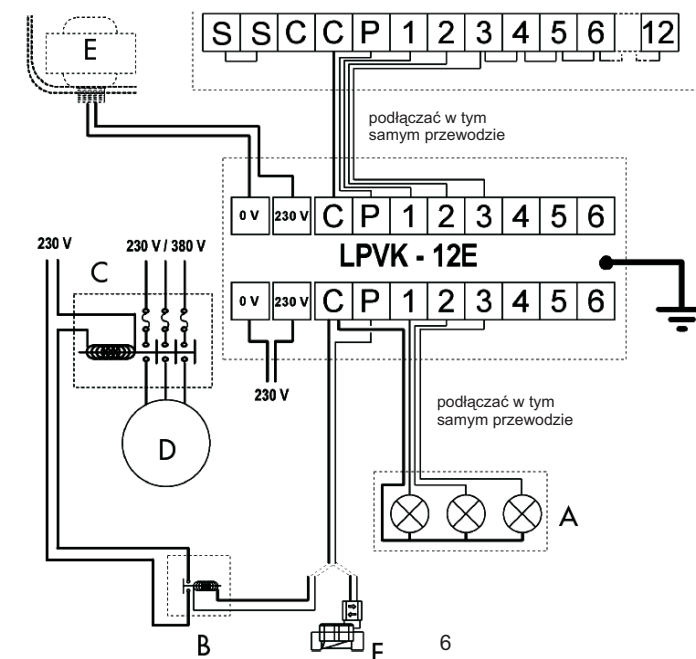 S S C C P 1 2 3 4 5 6 12
E
podłączać w tym
samym przewodzie
0 V 230 V C P 1 2 3 4 5 6
230 V
230 V / 380 V
LPVK - 12E
C
0 V 230 V C P 1 2 3 4 5 6
230 V
podłączać w tym
samym przewodzie
D
A
B
F
6